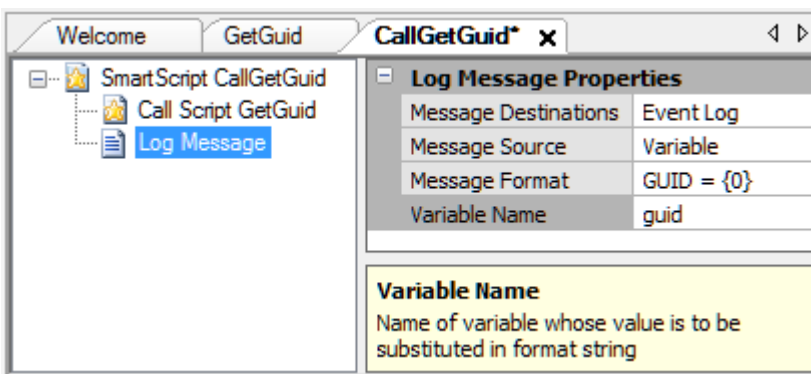 Welcome GetGuid CallGetGuid*
SmartScript CallGetGuid
Call Script GetGuid
Log Message
Log Message Properties
Message Destinations Event Log
Message Source Variable
Message Format GUID = {0}
Variable Name guid
Variable Name
Name of variable whose value is to be
substituted in format string